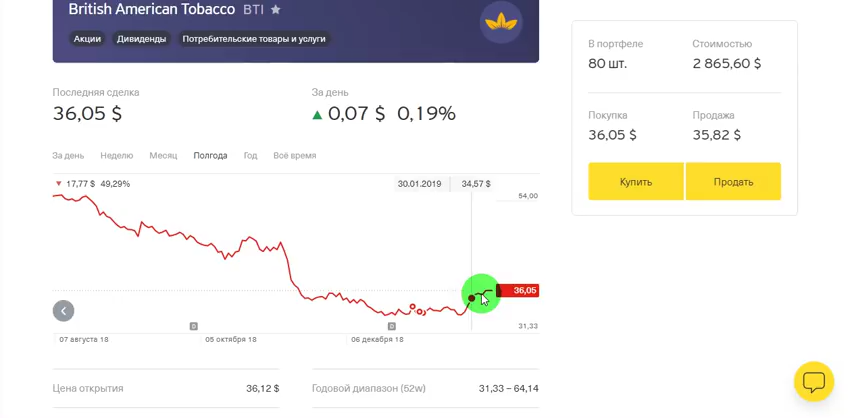 British American Tobacco BTI
Акции Дивиденды Потребительские товары и услуги
Последняя сделка За день
36,05 $ 0,07 $ 0,19%
За день Неделю Месяц Полгода Год Всё время
17,77 $ 49,29% 30.01.2019 34,57 $
54,00
36,05
31,33
D D
07 августа 18 05 октября 18 06 декабря 18
Цена открытия 36,12 $ Годовой диапазон (52w) 31,33 – 64,14
В портфеле Стоимостью
80 шт. 2 865,60 $
Покупка Продажа
36,05 $ 35,82 $
Купить Продать